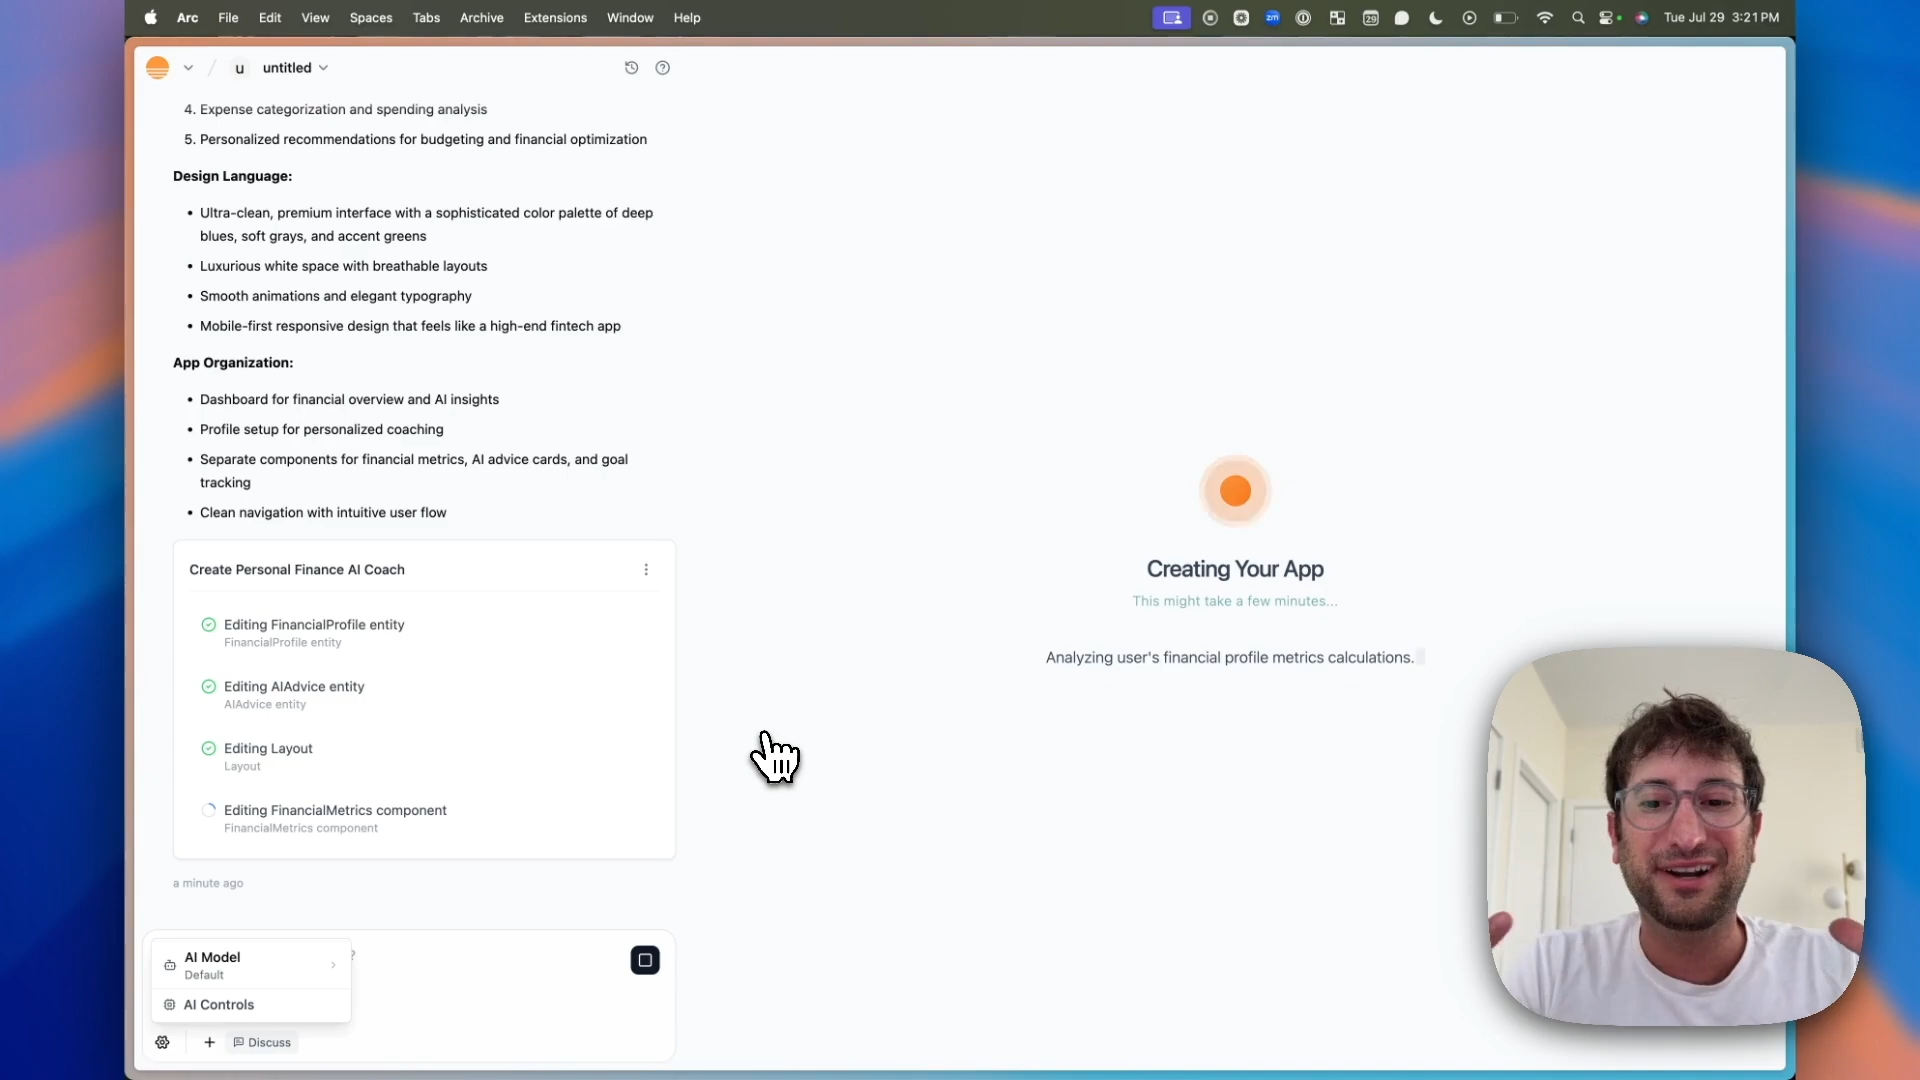 Arc File Edit View Spaces Tabs Archive Extensions Window Help
zm
29
Tue Jul 29 3:21 PM
u untitled
4. Expense categorization and spending analysis
5. Personalized recommendations for budgeting and financial optimization
Design Language:
• Ultra-clean, premium interface with a sophisticated color palette of deep
blues, soft grays, and accent greens
• Luxurious white space with breathable layouts
• Smooth animations and elegant typography
• Mobile-first responsive design that feels like a high-end fintech app
App Organization:
• Dashboard for financial overview and AI insights
• Profile setup for personalized coaching
• Separate components for financial metrics, AI advice cards, and goal
tracking
• Clean navigation with intuitive user flow
Create Personal Finance AI Coach
Editing FinancialProfile entity
FinancialProfile entity
Editing AIAdvice entity
AIAdvice entity
Editing Layout
Layout
Editing FinancialMetrics component
FinancialMetrics component
a minute ago
AI Model
Default
?
AI Controls
+ Discuss
Creating Your App
This might take a few minutes...
Analyzing user's financial profile metrics calculations.